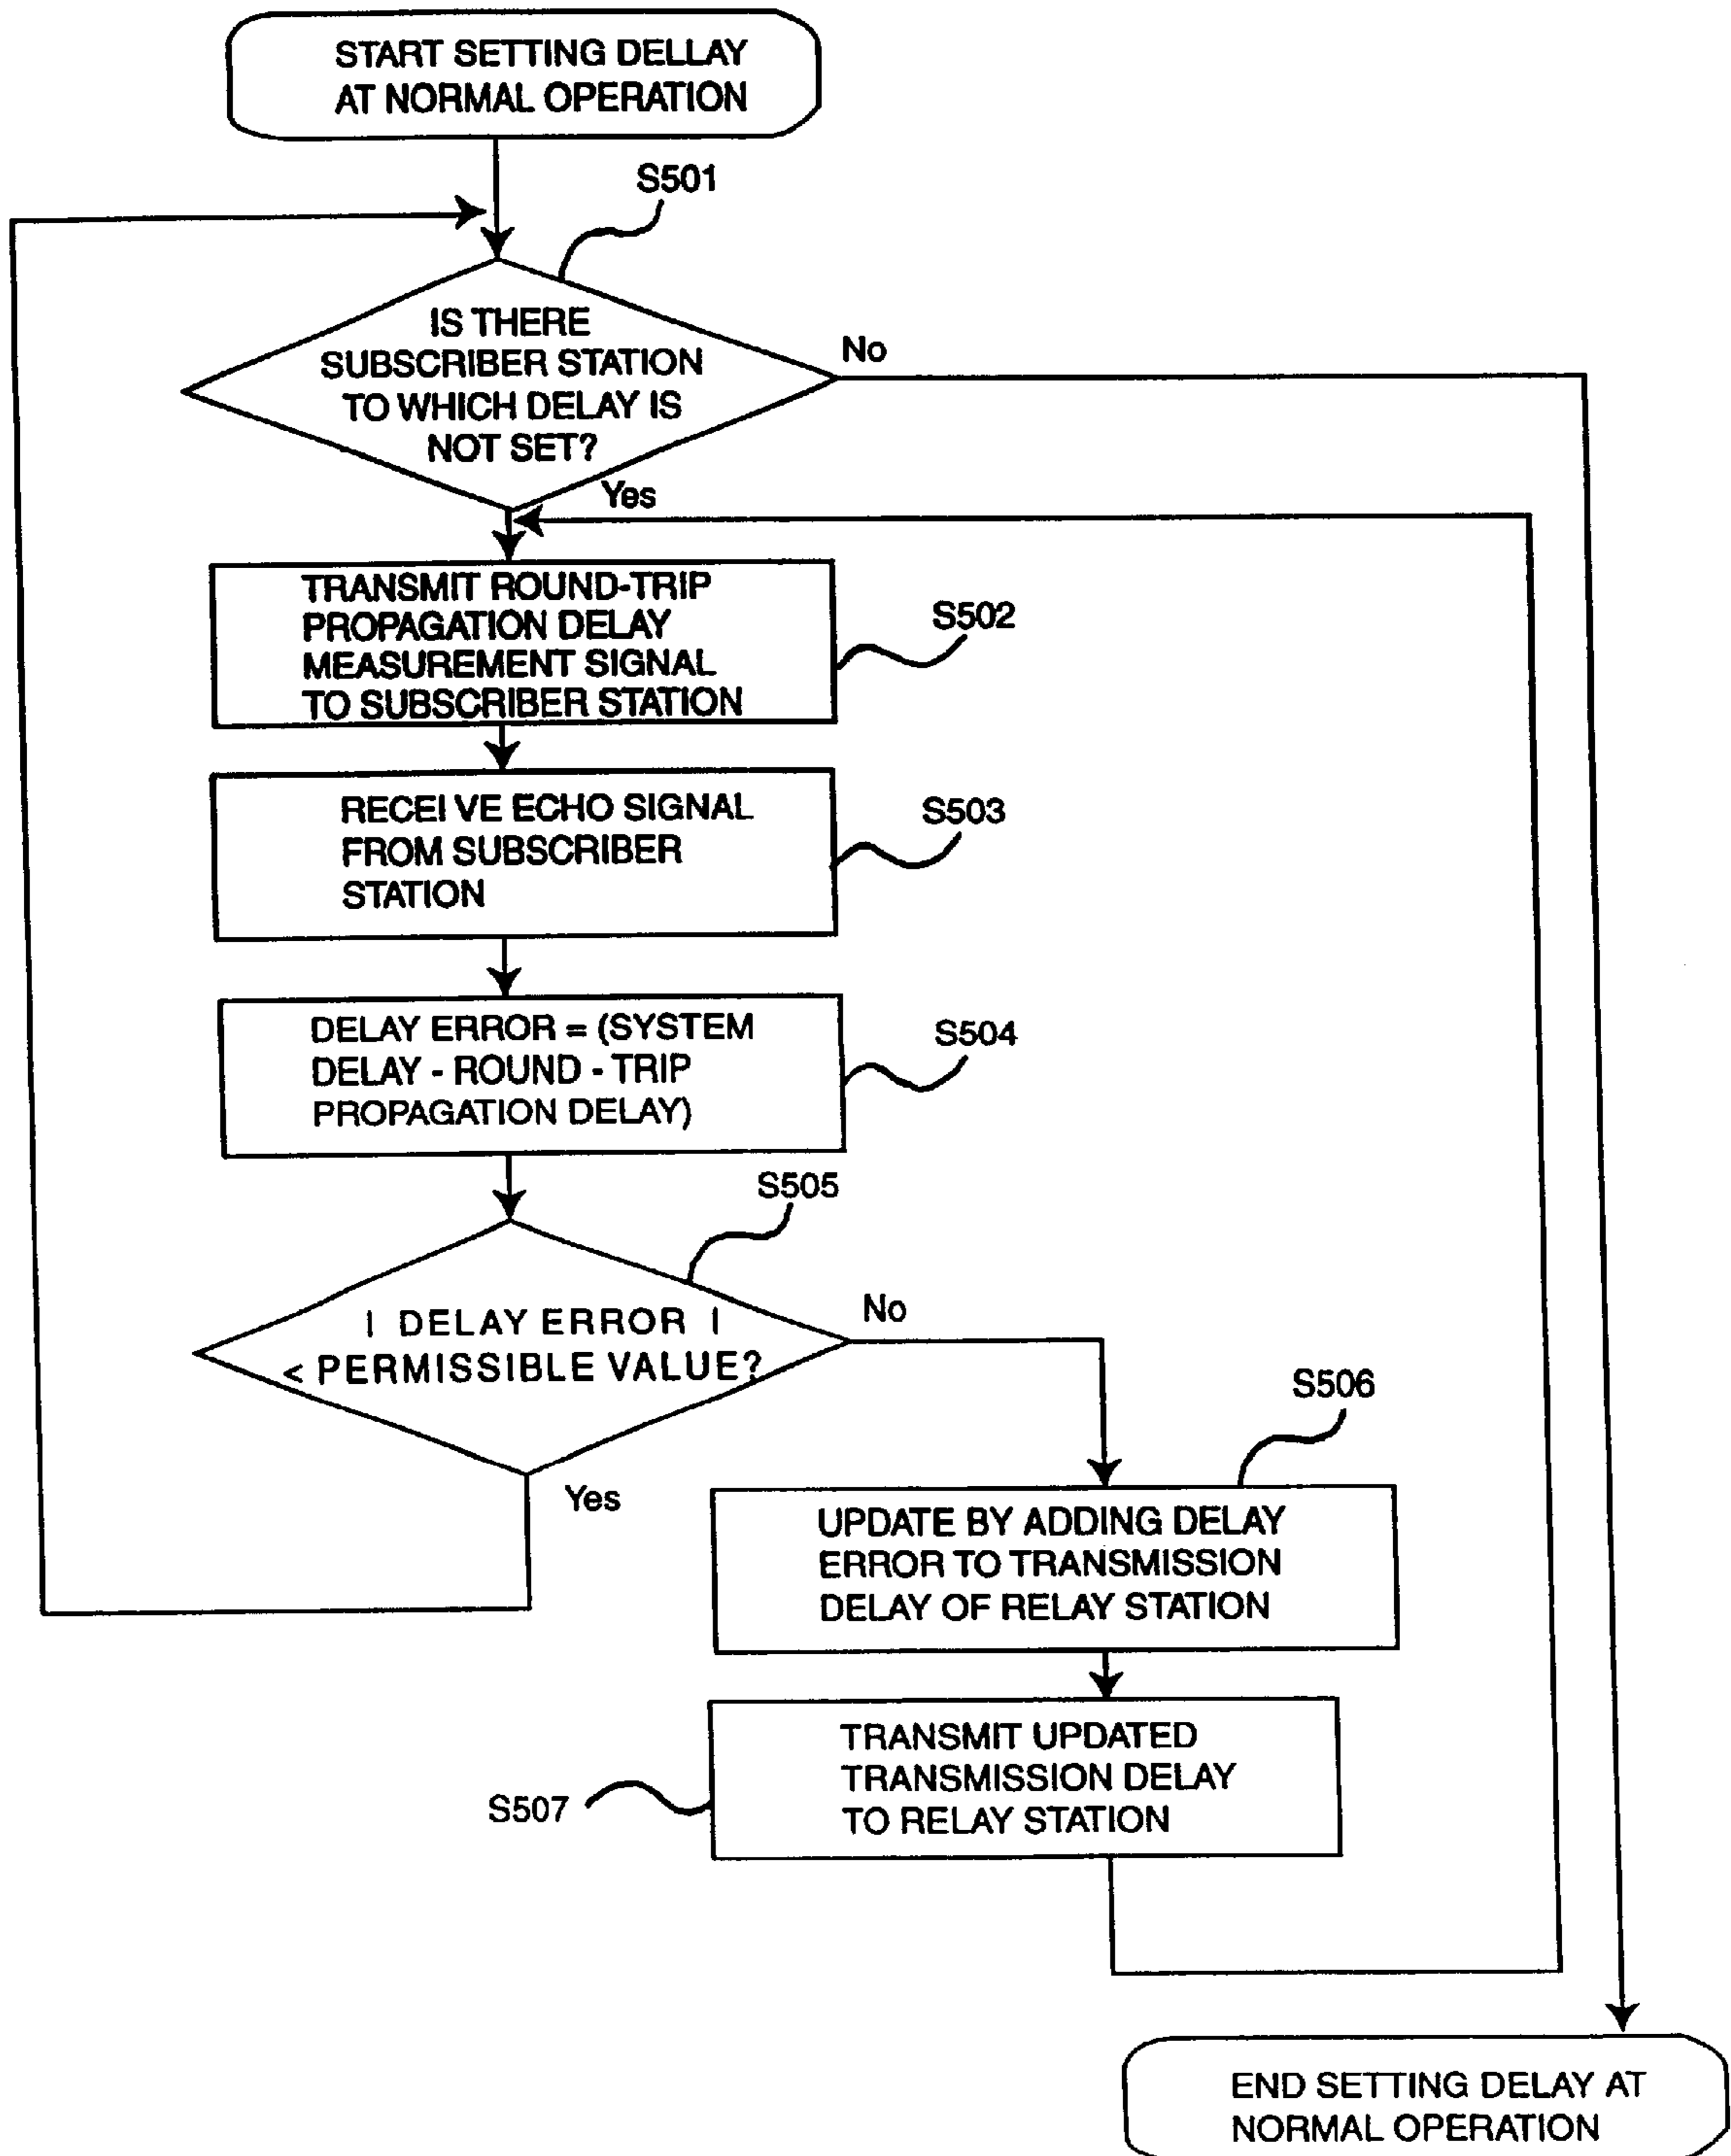 START SETTING DELLAY
AT NORMAL OPERATION
S501
IS THERE
SUBSCRIBER STATION
TO WHICH DELAY IS
NOT SET?
No
Yes
TRANSMIT ROUND-TRIP
PROPAGATION DELAY
MEASUREMENT SIGNAL
TO SUBSCRIBER STATION
S502
RECEI VE ECHO SIGNAL
FROM SUBSCRIBER
STATION
S503
DELAY ERROR = (SYSTEM
DELAY - ROUND - TRIP
PROPAGATION DELAY)
S504
S505
| DELAY ERROR |
< PERMISSIBLE VALUE?
No
Yes
S506
UPDATE BY ADDING DELAY
ERROR TO TRANSMISSION
DELAY OF RELAY STATION
TRANSMIT UPDATED
TRANSMISSION DELAY
TO RELAY STATION
S507
END SETTING DELAY AT
NORMAL OPERATION